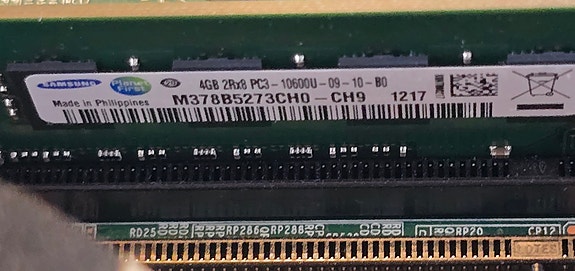 SAMSUNG Planet First 4GB 2Rx8 PC3-10600U-09-10-B0
Made in Philippines M378B5273CH0-CH9 1217
RD25 RP286 RP288 RP20 CP12